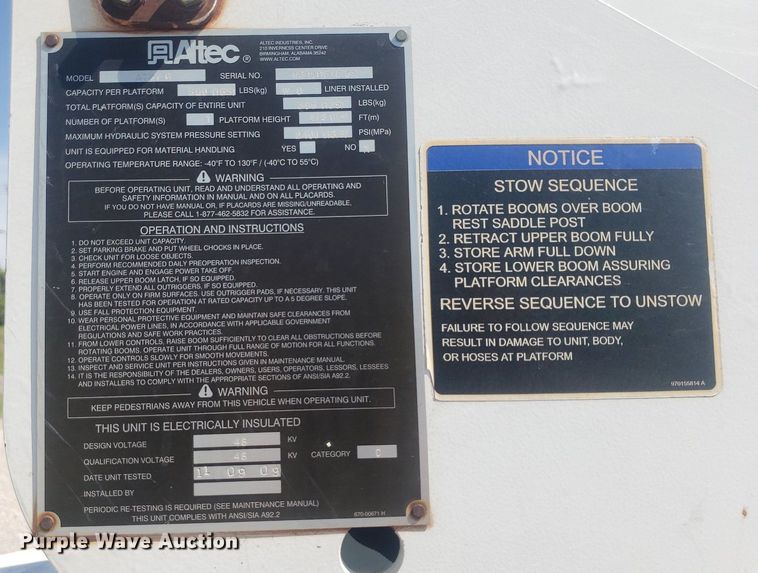 Altec®
ALTEC INDUSTRIES, INC.
210 INVERNESS CENTER DRIVE
BIRMINGHAM, ALABAMA 35242
WWW.ALTEC.COM
MODEL SERIAL NO.
CAPACITY PER PLATFORM LBS(kg) LINER INSTALLED
TOTAL PLATFORM(S) CAPACITY OF ENTIRE UNIT LBS(kg)
NUMBER OF PLATFORM(S) 1 PLATFORM HEIGHT FT(m)
MAXIMUM HYDRAULIC SYSTEM PRESSURE SETTING PSI(MPa)
UNIT IS EQUIPPED FOR MATERIAL HANDLING YES NO
OPERATING TEMPERATURE RANGE: -40°F TO 130°F / (-40°C TO 55°C)
WARNING
BEFORE OPERATING UNIT, READ AND UNDERSTAND ALL OPERATING AND
SAFETY INFORMATION IN MANUAL AND ON ALL PLACARDS.
IF YOU DO NOT HAVE MANUAL OR, IF PLACARDS ARE MISSING/UNREADABLE,
PLEASE CALL 1-877-462-5832 FOR ASSISTANCE.
OPERATION AND INSTRUCTIONS
1. DO NOT EXCEED UNIT CAPACITY.
2. SET PARKING BRAKE AND PUT WHEEL CHOCKS IN PLACE.
3. CHECK UNIT FOR LOOSE OBJECTS.
4. PERFORM RECOMMENDED DAILY PREOPERATION INSPECTION.
5. START ENGINE AND ENGAGE POWER TAKE OFF.
6. RELEASE UPPER BOOM LATCH, IF SO EQUIPPED.
7. PROPERLY EXTEND ALL OUTRIGGERS, IF SO EQUIPPED.
8. OPERATE ONLY ON FIRM SURFACES. USE OUTRIGGER PADS, IF NECESSARY. THIS UNIT
HAS BEEN TESTED FOR OPERATION AT RATED CAPACITY UP TO A 5 DEGREE SLOPE.
9. USE FALL PROTECTION EQUIPMENT.
10. WEAR PERSONAL PROTECTIVE EQUIPMENT AND MAINTAIN SAFE CLEARANCES FROM
ELECTRICAL POWER LINES, IN ACCORDANCE WITH APPLICABLE GOVERNMENT
REGULATIONS AND SAFE WORK PRACTICES.
11. FROM LOWER CONTROLS, RAISE BOOM SUFFICIENTLY TO CLEAR ALL OBSTRUCTIONS BEFORE
ROTATING BOOMS. OPERATE UNIT THROUGH FULL RANGE OF MOTION FOR ALL FUNCTIONS.
12. OPERATE CONTROLS SLOWLY FOR SMOOTH MOVEMENTS.
13. INSPECT AND SERVICE UNIT PER INSTRUCTIONS GIVEN IN MAINTENANCE MANUAL.
14. IT IS THE RESPONSIBILITY OF THE DEALERS, OWNERS, USERS, OPERATORS, LESSORS, LESSEES
AND INSTALLERS TO COMPLY WITH THE APPROPRIATE SECTIONS OF ANSI/SIA A92.2.
WARNING
KEEP PEDESTRIANS AWAY FROM THIS VEHICLE WHEN OPERATING UNIT.
THIS UNIT IS ELECTRICALLY INSULATED
DESIGN VOLTAGE 46 KV
QUALIFICATION VOLTAGE 46 KV CATEGORY C
DATE UNIT TESTED 11 09 09
INSTALLED BY
PERIODIC RE-TESTING IS REQUIRED (SEE MAINTENANCE MANUAL)
THIS UNIT COMPLIES WITH ANSI/SIA A92.2 670-00671 H
NOTICE
STOW SEQUENCE
1. ROTATE BOOMS OVER BOOM
REST SADDLE POST
2. RETRACT UPPER BOOM FULLY
3. STORE ARM FULL DOWN
4. STORE LOWER BOOM ASSURING
PLATFORM CLEARANCES
REVERSE SEQUENCE TO UNSTOW
FAILURE TO FOLLOW SEQUENCE MAY
RESULT IN DAMAGE TO UNIT, BODY,
OR HOSES AT PLATFORM
970155814 A
Purple Wave Auction